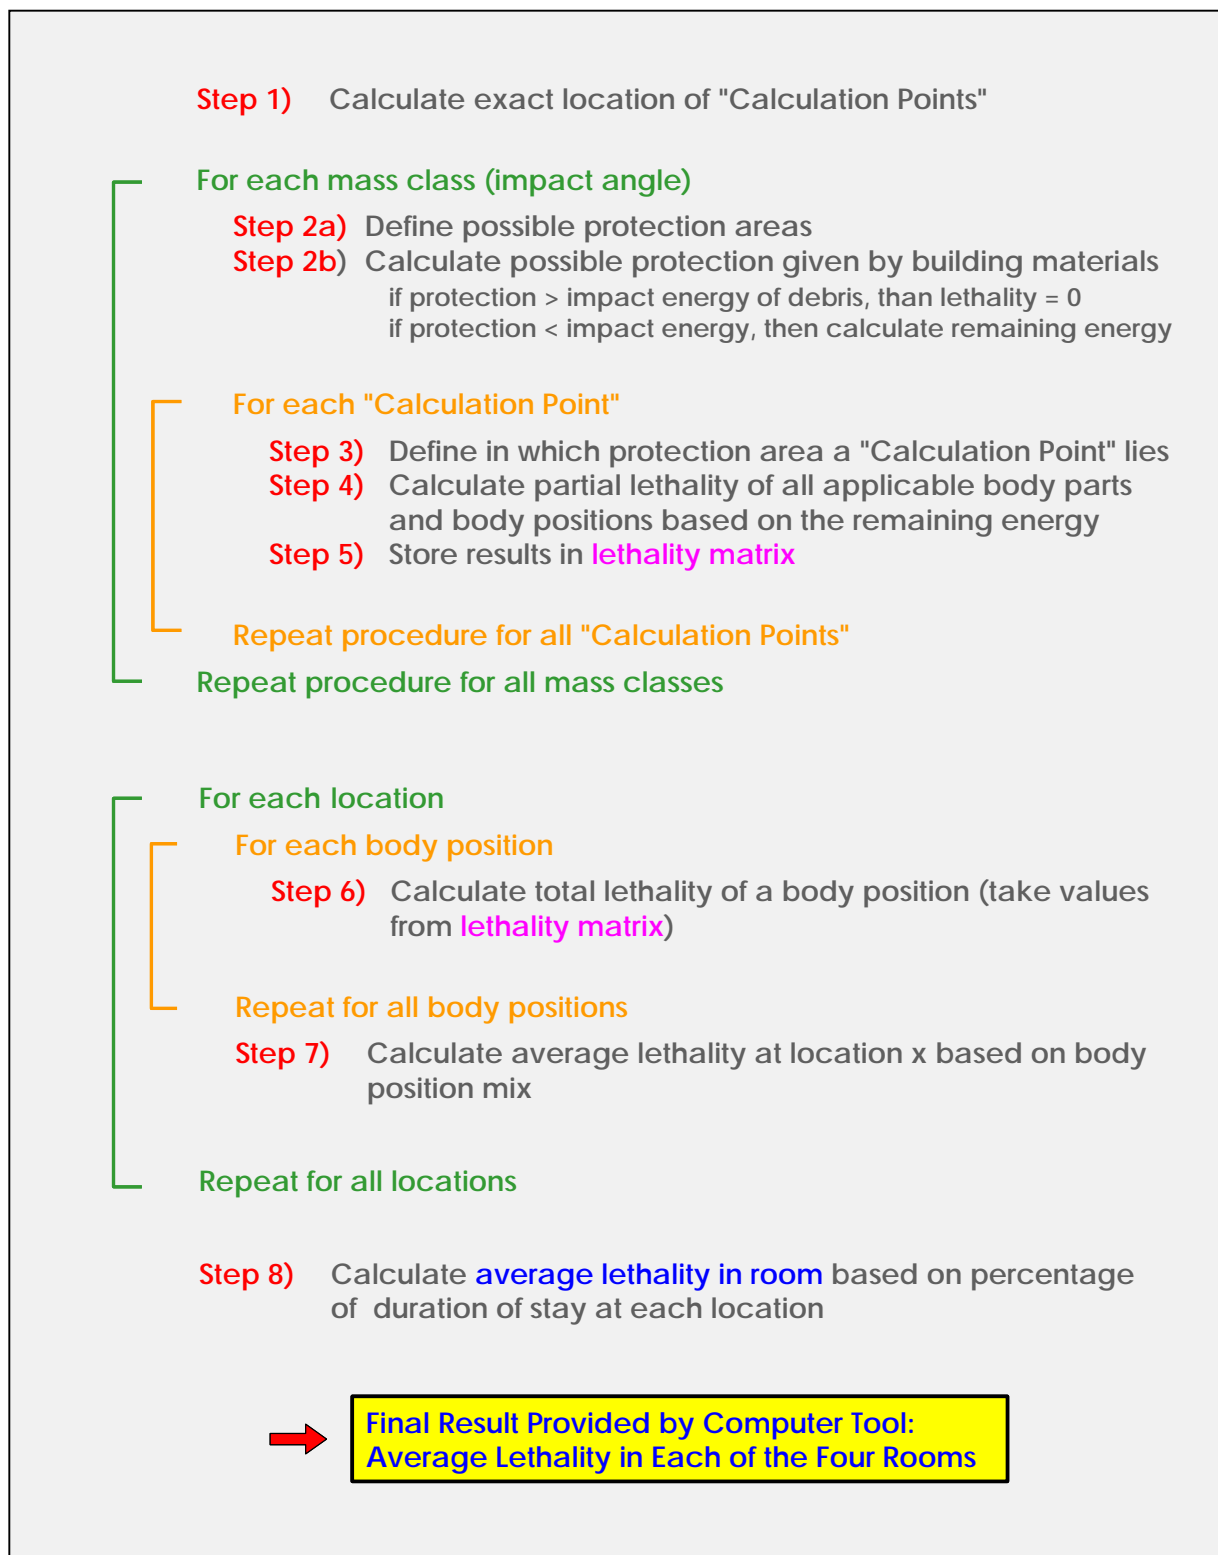 Step 1) Calculate exact location of "Calculation Points"
For each mass class (impact angle)
Step 2a) Define possible protection areas
Step 2b) Calculate possible protection given by building materials
if protection > impact energy of debris, than lethality = 0
if protection < impact energy, then calculate remaining energy
For each "Calculation Point"
Step 3) Define in which protection area a "Calculation Point" lies
Step 4) Calculate partial lethality of all applicable body parts
and body positions based on the remaining energy
Step 5) Store results in lethality matrix
Repeat procedure for all "Calculation Points"
Repeat procedure for all mass classes
For each location
For each body position
Step 6) Calculate total lethality of a body position (take values
from lethality matrix)
Repeat for all body positions
Step 7) Calculate average lethality at location x based on body
position mix
Repeat for all locations
Step 8) Calculate average lethality in room based on percentage
of duration of stay at each location
Final Result Provided by Computer Tool:
Average Lethality in Each of the Four Rooms